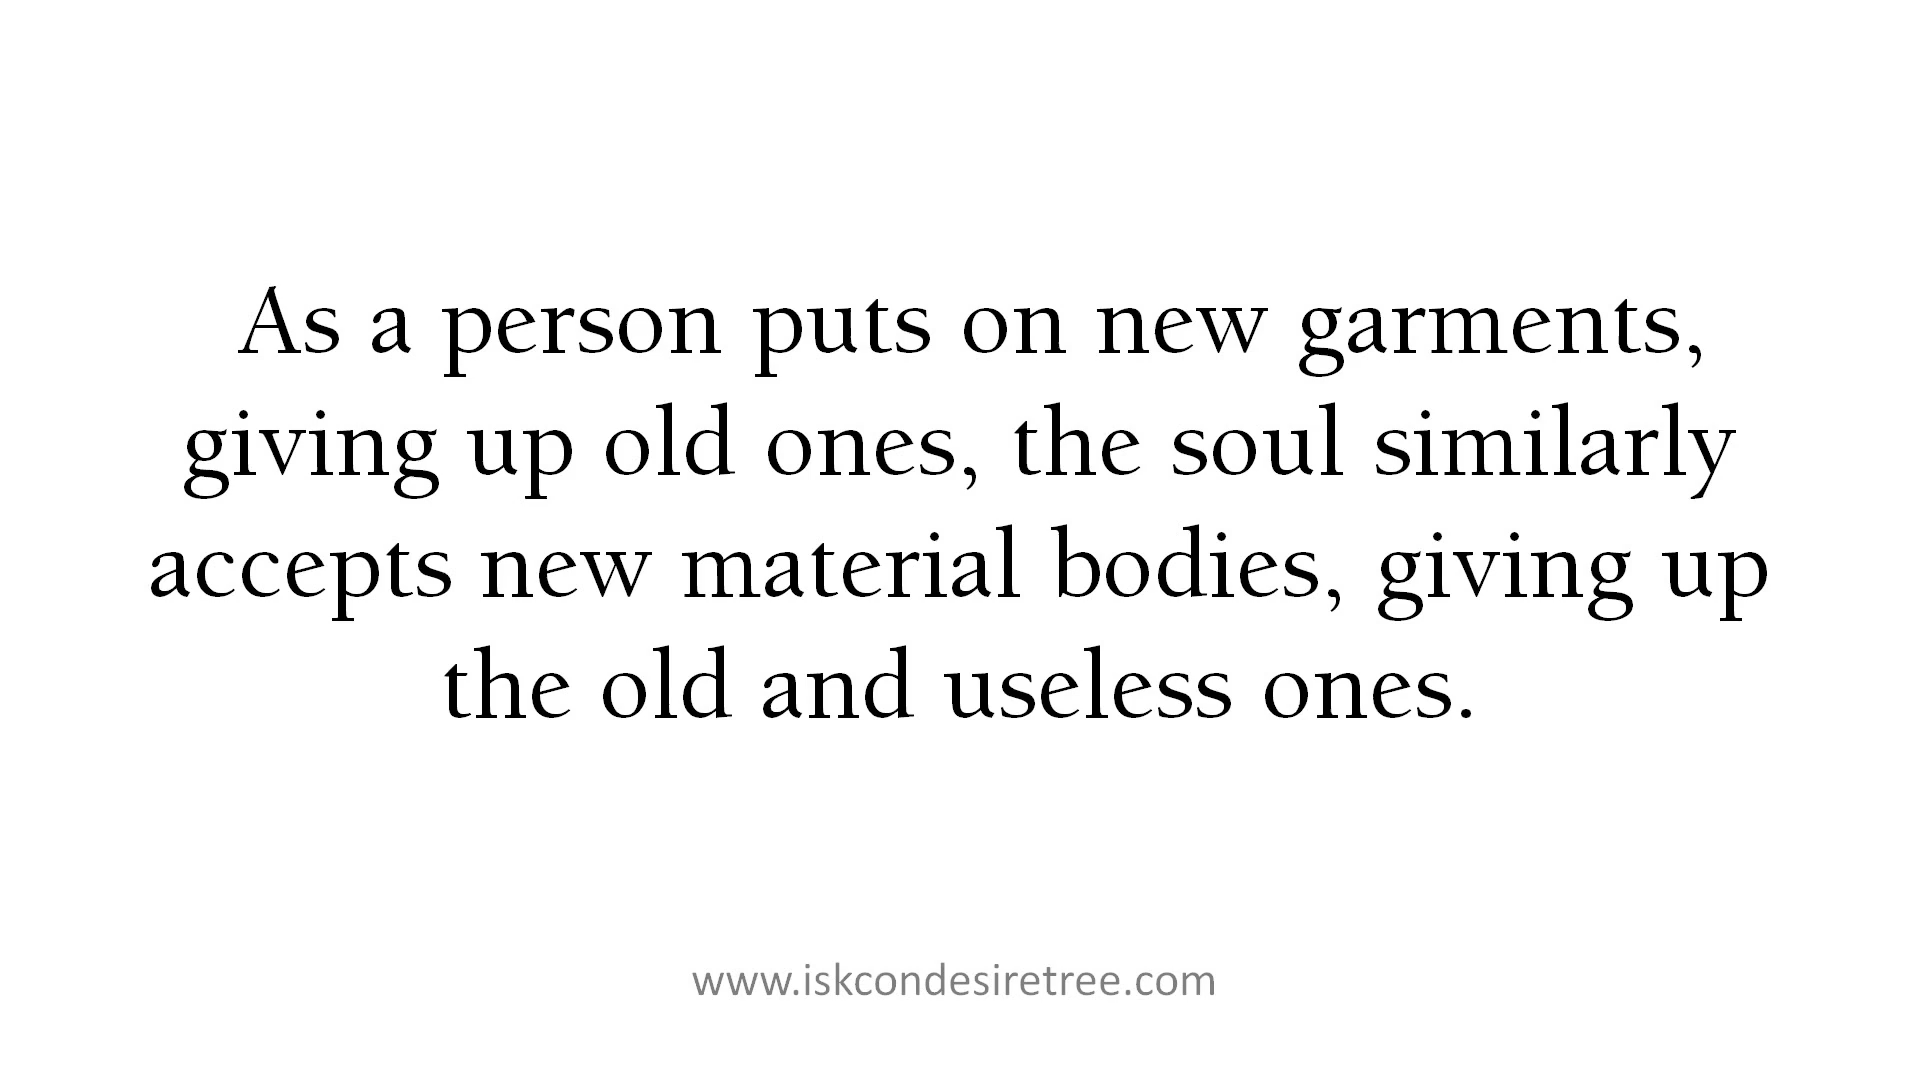 As a person puts on new garments,
giving up old ones, the soul similarly
accepts new material bodies, giving up
the old and useless ones.
www.iskcondesiretree.com